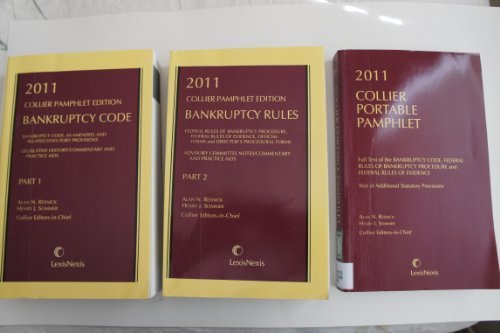 2011
COLLIER PAMPHLET EDITION
BANKRUPTCY CODE
BANKRUPTCY CODE, AS AMENDED, AND
RELATED STATUTORY PROVISIONS
LEGISLATIVE HISTORY/COMMENTARY AND
PRACTICE AIDS
PART 1
ALAN N. RESNICK
HENRY J. SOMMER
Collier Editors-in-Chief
LexisNexis
2011
COLLIER PAMPHLET EDITION
BANKRUPTCY RULES
FEDERAL RULES OF BANKRUPTCY PROCEDURE,
FEDERAL RULES OF EVIDENCE, OFFICIAL
FORMS and DIRECTOR'S PROCEDURAL FORMS
ADVISORY COMMITTEE NOTES/COMMENTARY
AND PRACTICE AIDS
PART 2
ALAN N. RESNICK
HENRY J. SOMMER
Collier Editors-in-Chief
LexisNexis
2011
COLLIER
PORTABLE
PAMPHLET
Full Text of the BANKRUPTCY CODE, FEDERAL
RULES OF BANKRUPTCY PROCEDURE and
FEDERAL RULES OF EVIDENCE
Text of Additional Statutory Provisions
ALAN N. RESNICK
HENRY J. SOMMER
Collier Editors-in-Chief
LexisNexis